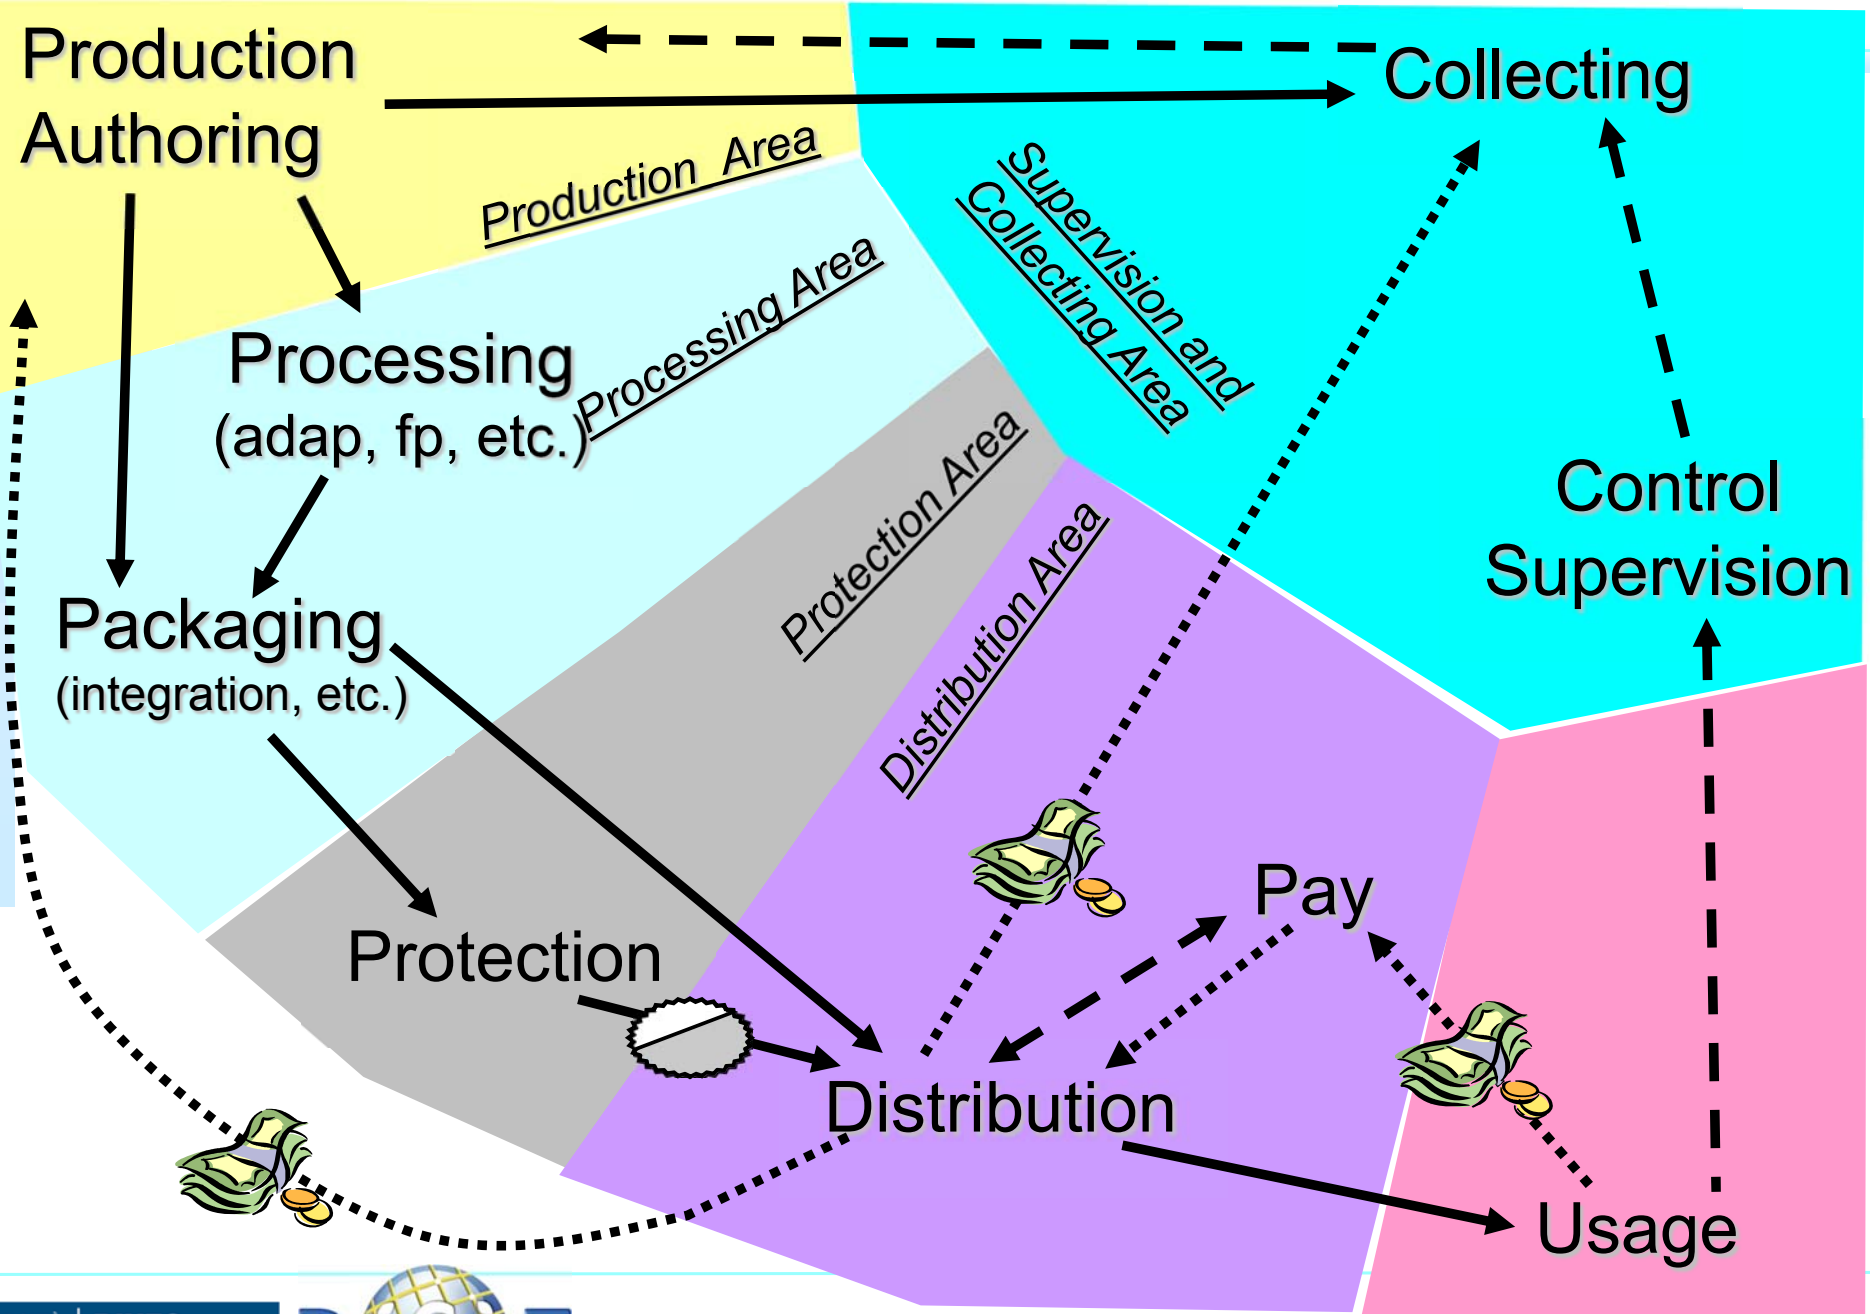 Production
Authoring
Collecting
Production Area
Supervision and
Collecting Area
Processing Area
Processing
(adap, fp, etc.)
Protection Area
Control
Supervision
Distribution Area
Packaging
(integration, etc.)
Pay
Protection
Distribution
Usage